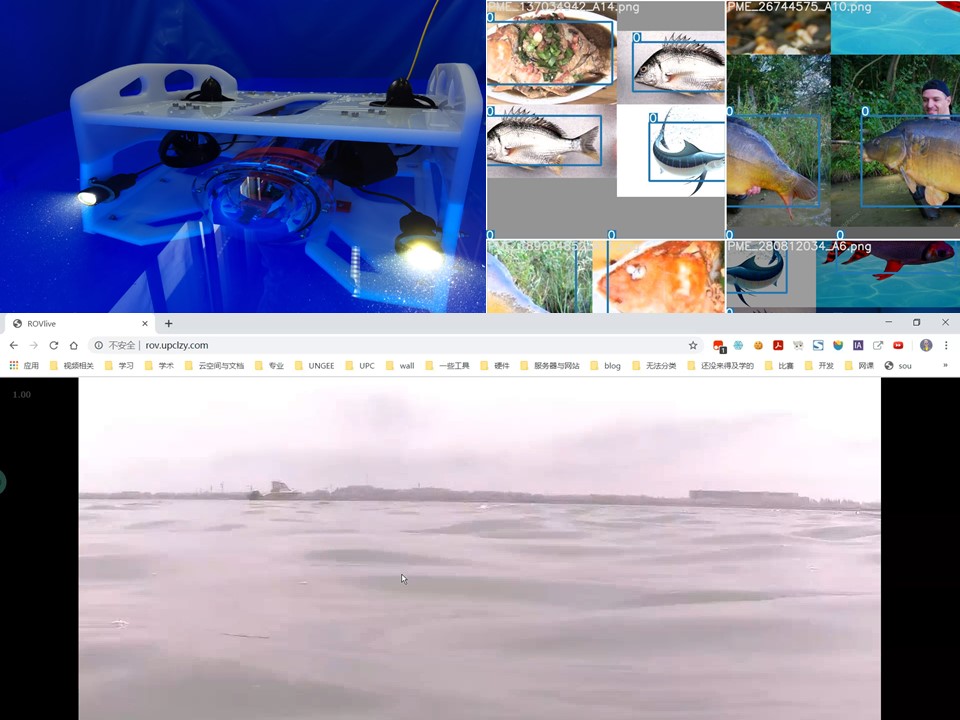 PME_137034942_A14.png
PME_26744575_A10.png
0
0
0
0
0
0
0
0
0
0
PME_280812034_A6.png
ROVlive
不安全 | rov.upclzy.com
1
IA
应用 视频相关 学习 学术 云空间与文档 专业 UNGEE UPC wall 一些工具 硬件 服务器与网站 blog 无法分类 还没来得及学的 比赛 开发 网课 sou »
1.00